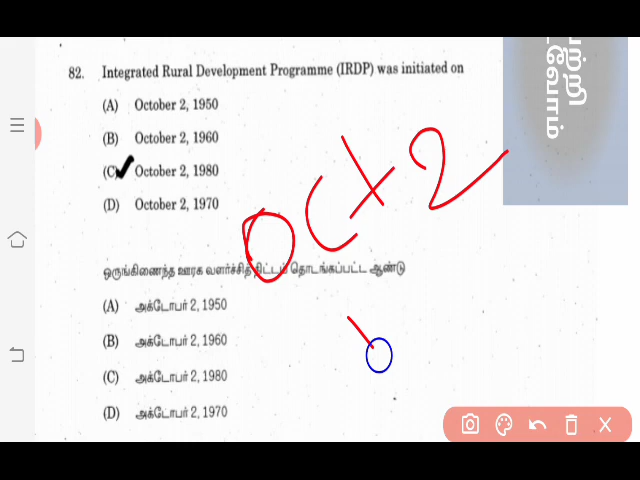 82. Integrated Rural Development Programme (IRDP) was initiated on
(A) October 2, 1950
(B) October 2, 1960
(C) October 2, 1980
(D) October 2, 1970
ஒருங்கிணைந்த ஊரக வளர்ச்சித் திட்டம் தொடங்கப்பட்ட ஆண்டு
(A) அக்டோபர் 2, 1950
(B) அக்டோபர் 2, 1960
(C) அக்டோபர் 2, 1980
(D) அக்டோபர் 2, 1970
Oct 2